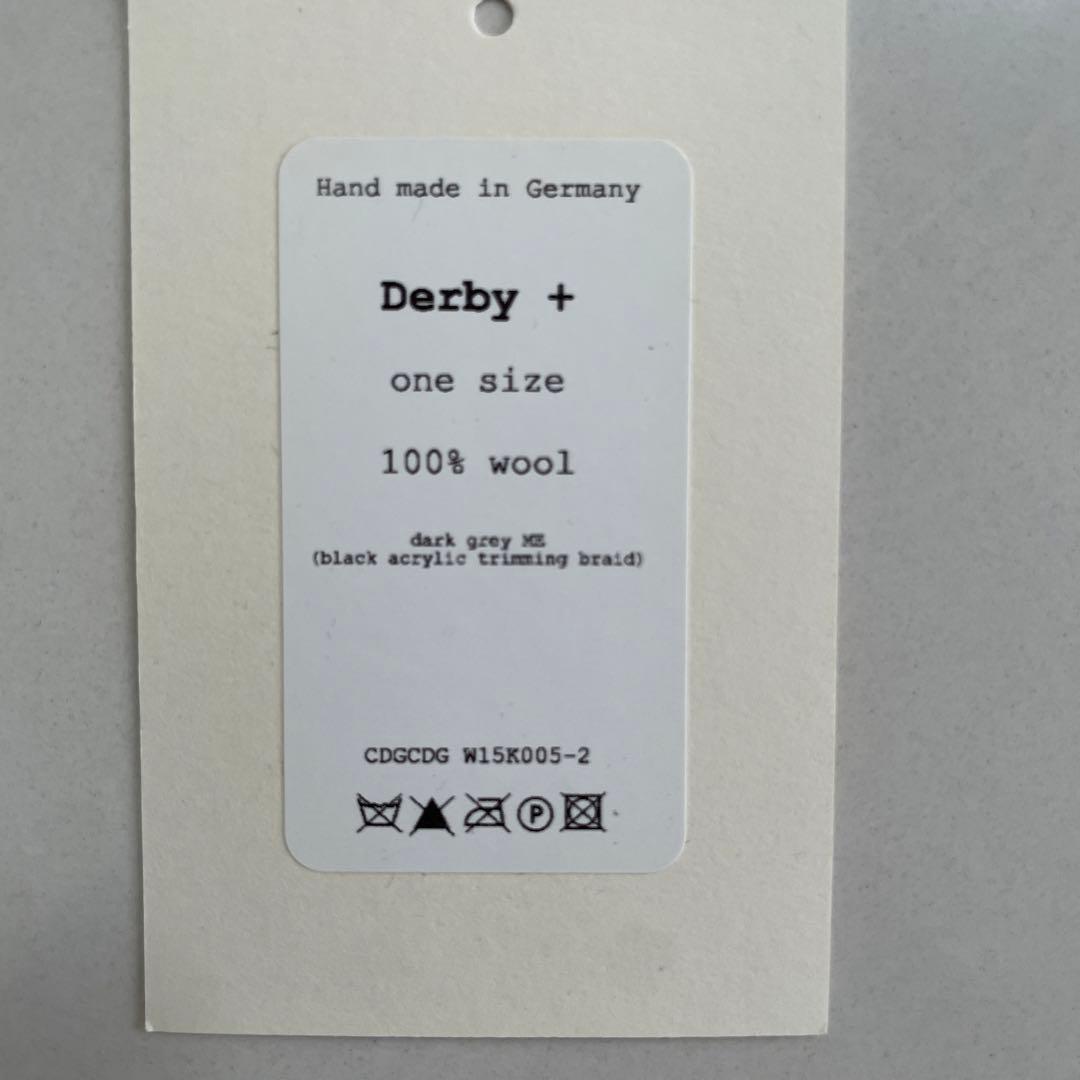 Hand made in Germany
Derby +
one size
100% wool
dark grey ME
(black acrylic trimming braid)
CDGCDG W15K005-2
P